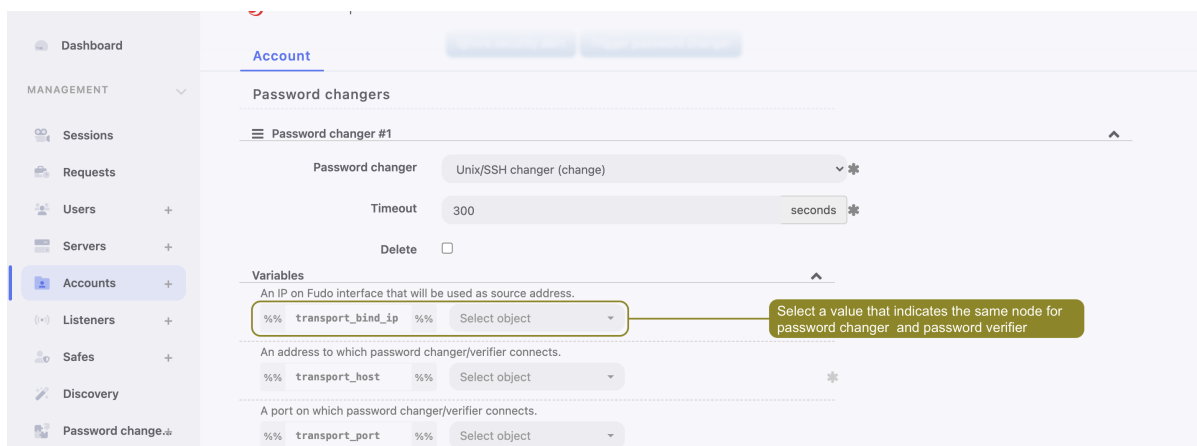 Dashboard
Account
MANAGEMENT
Password changers
Sessions
Password changer #1
Requests
Password changer
Unix/SSH changer (change)
Users
Timeout
300
seconds
Servers
Delete
Accounts
Variables
An IP on Fudo interface that will be used as source address.
Listeners
%% transport_bind_ip %% Select object
Select a value that indicates the same node for
password changer and password verifier
Safes
An address to which password changer/verifier connects.
%% transport_host %% Select object
Discovery
A port on which password changer/verifier connects.
Password change..
%% transport_port %% Select object